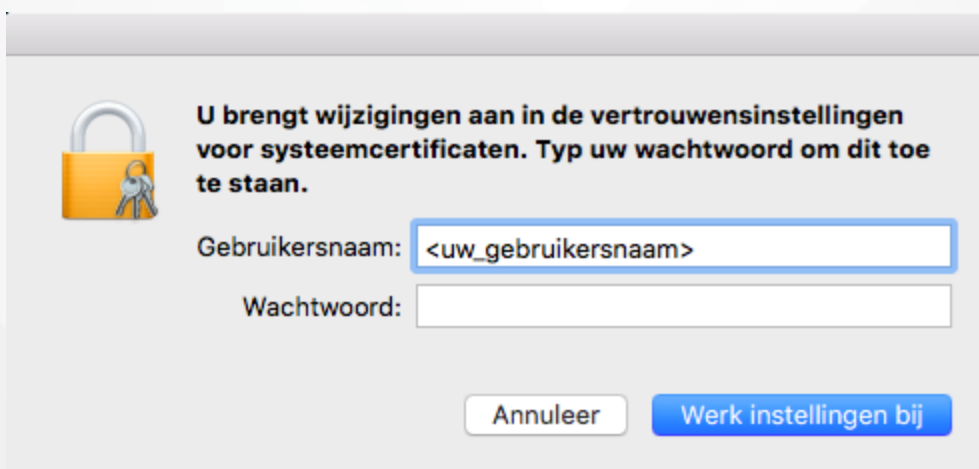 U brengt wijzigingen aan in de vertrouwensinstellingen
voor systeemcertificaten. Typ uw wachtwoord om dit toe
te staan.
Gebruikersnaam: <uw_gebruikersnaam>
Wachtwoord:
Annuleer Werk instellingen bij